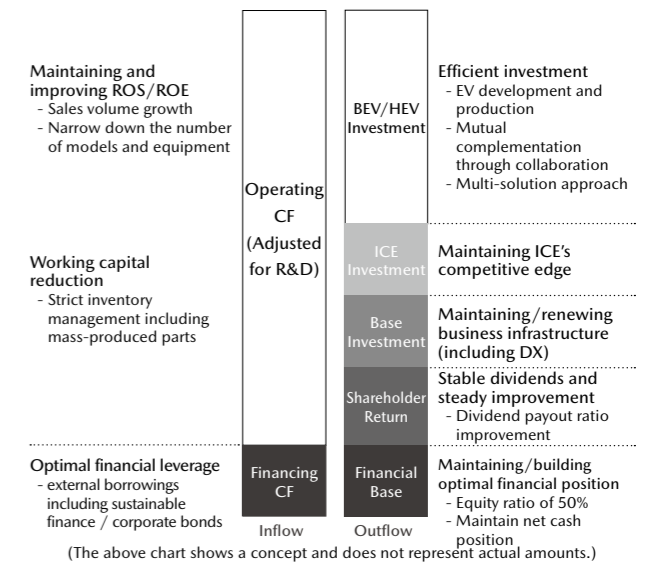 Maintaining and
improving ROS/ROE
- Sales volume growth
- Narrow down the number
of models and equipment
Working capital
reduction
- Strict inventory
management including
mass-produced parts
Optimal financial leverage
- external borrowings
including sustainable
finance / corporate bonds
Operating
CF
(Adjusted
for R&D)
Financing
CF
Inflow
BEV/HEV
Investment
ICE
Investment
Base
Investment
Shareholder
Return
Financial
Base
Outflow
Efficient investment
- EV development and
production
- Mutual
complementation
through collaboration
- Multi-solution approach
Maintaining ICE's
competitive edge
Maintaining/renewing
business infrastructure
(including DX)
Stable dividends and
steady improvement
- Dividend payout ratio
improvement
Maintaining/building
optimal financial position
- Equity ratio of 50%
- Maintain net cash
position
(The above chart shows a concept and does not represent actual amounts.)